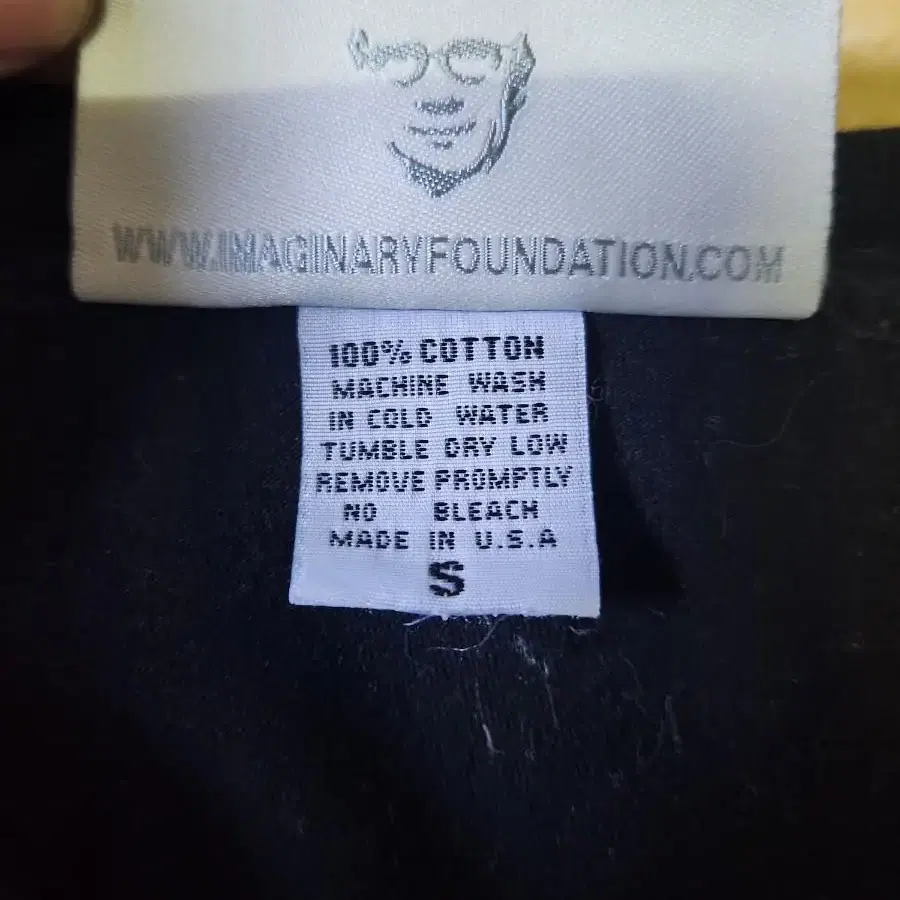 WWW.IMAGINARYFOUNDATION.COM
100% COTTON
MACHINE WASH
IN COLD WATER
TUMBLE DRY LOW
REMOVE PROMPTLY
NO BLEACH
MADE IN U.S.A
S